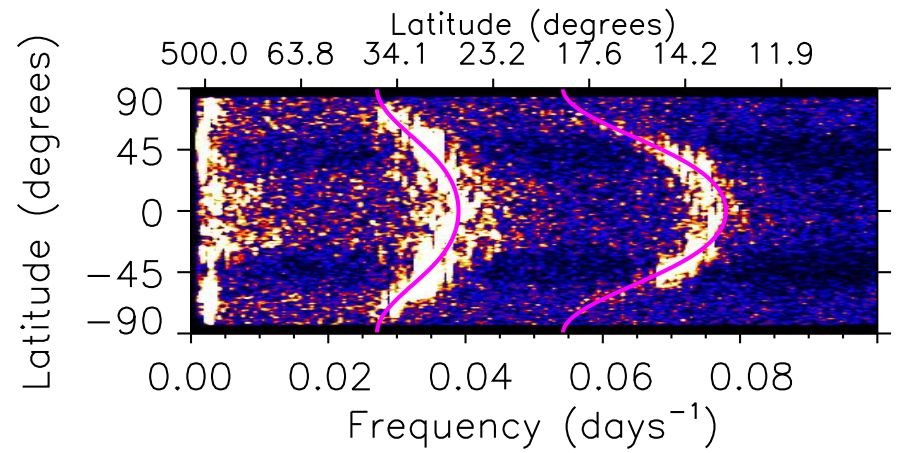 Latitude (degrees)
500.0 63.8 34.1 23.2 17.6 14.2 11.9
Latitude (degrees)
90
45
0
−45
−90
0.00 0.02 0.04 0.06 0.08
Frequency (days⁻¹)